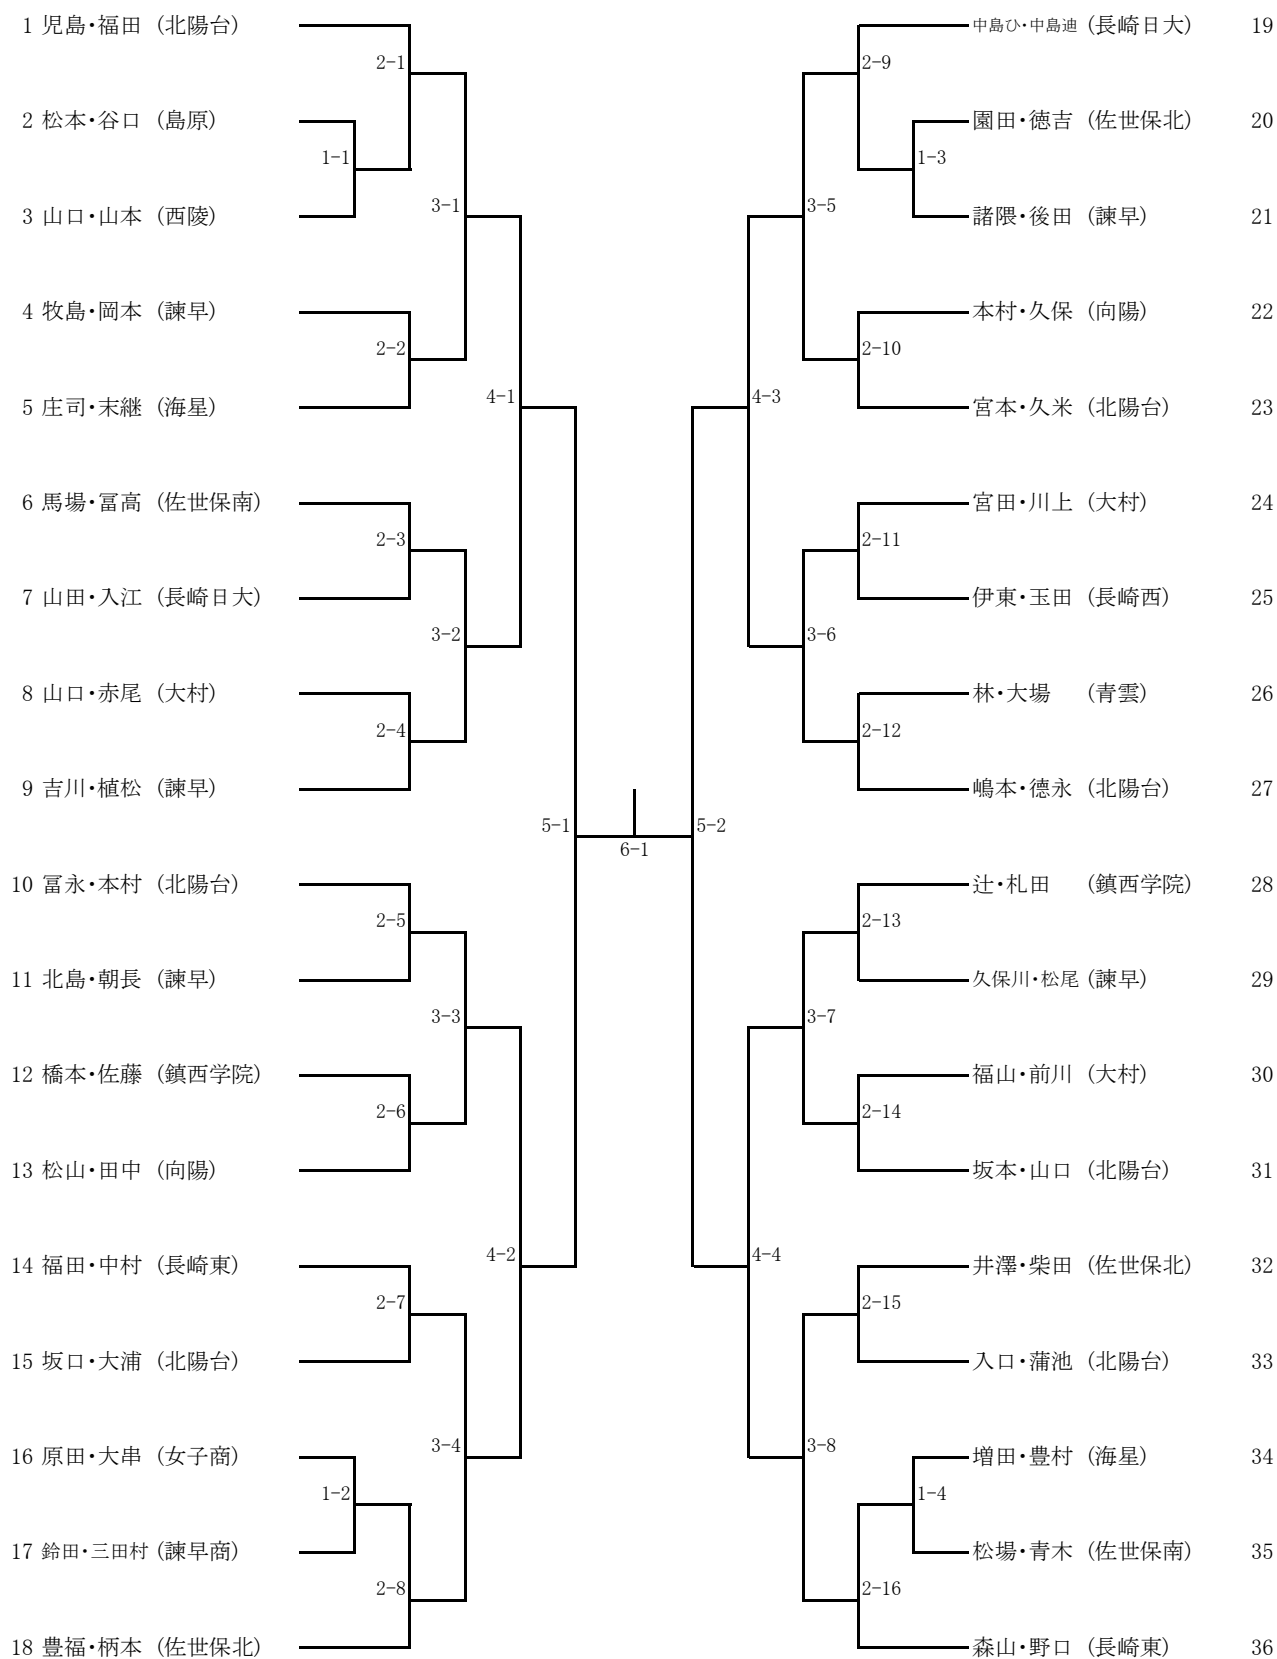 1 児島・福田 (北陽台)
2-1
2 松本・谷口 (島原)
1-1
3 山口・山本 (西陵)
3-1
4 牧島・岡本 (諫早)
2-2
5 庄司・末継 (海星)
4-1
6 馬場・冨高 (佐世保南)
2-3
7 山田・入江 (長崎日大)
3-2
8 山口・赤尾 (大村)
2-4
9 吉川・植松 (諫早)
5-1
10 冨永・本村 (北陽台)
2-5
11 北島・朝長 (諫早)
3-3
12 橋本・佐藤 (鎮西学院)
2-6
13 松山・田中 (向陽)
4-2
14 福田・中村 (長崎東)
2-7
15 坂口・大浦 (北陽台)
3-4
16 原田・大串 (女子商)
1-2
17 鈴田・三田村 (諫早商)
2-8
18 豊福・柄本 (佐世保北)
6-1
中島ひ・中島迪 (長崎日大) 19
2-9
園田・徳吉 (佐世保北) 20
1-3
諸隈・後田 (諫早) 21
3-5
本村・久保 (向陽) 22
2-10
宮本・久米 (北陽台) 23
4-3
宮田・川上 (大村) 24
2-11
伊東・玉田 (長崎西) 25
3-6
林・大場 (青雲) 26
2-12
嶋本・德永 (北陽台) 27
5-2
辻・札田 (鎮西学院) 28
2-13
久保川・松尾 (諫早) 29
3-7
福山・前川 (大村) 30
2-14
坂本・山口 (北陽台) 31
4-4
井澤・柴田 (佐世保北) 32
2-15
入口・蒲池 (北陽台) 33
3-8
増田・豊村 (海星) 34
1-4
松場・青木 (佐世保南) 35
2-16
森山・野口 (長崎東) 36